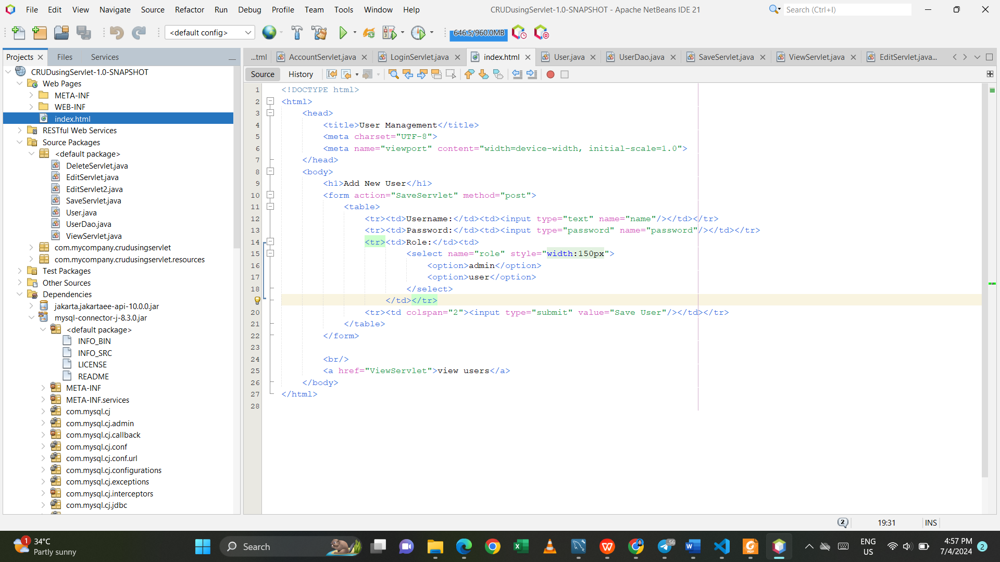 File Edit View Navigate Source Refactor Run Debug Profile Team Tools Window Help
CRUDusingServlet-1.0-SNAPSHOT - Apache NetBeans IDE 21
Search (Ctrl+I)
<default config>
646.5/960.0MB
Projects Files Services
...tml AccountServlet.java LoginServlet.java index.html User.java UserDao.java SaveServlet.java ViewServlet.java EditServlet.java...
Source History
CRUDusingServlet-1.0-SNAPSHOT
Web Pages
META-INF
WEB-INF
index.html
RESTful Web Services
Source Packages
<default package>
DeleteServlet.java
EditServlet.java
EditServlet2.java
SaveServlet.java
User.java
UserDao.java
ViewServlet.java
com.mycompany.crudusingservlet
com.mycompany.crudusingservlet.resources
Test Packages
Other Sources
Dependencies
jakarta.jakartaee-api-10.0.0.jar
mysql-connector-j-8.3.0.jar
<default package>
INFO_BIN
INFO_SRC
LICENSE
README
META-INF
META-INF.services
com.mysql.cj
com.mysql.cj.admin
com.mysql.cj.callback
com.mysql.cj.conf
com.mysql.cj.conf.url
com.mysql.cj.configurations
com.mysql.cj.exceptions
com.mysql.cj.interceptors
com.mysql.cj.jdbc
1 <!DOCTYPE html>
2 <html>
3 <head>
4 <title>User Management</title>
5 <meta charset="UTF-8">
6 <meta name="viewport" content="width=device-width, initial-scale=1.0">
7 </head>
8 <body>
9 <h1>Add New User</h1>
10 <form action="SaveServlet" method="post">
11 <table>
12 <tr><td>Username:</td><td><input type="text" name="name"/></td></tr>
13 <tr><td>Password:</td><td><input type="password" name="password"/></td></tr>
14 <tr><td>Role:</td><td>
15 <select name="role" style="width:150px">
16 <option>admin</option>
17 <option>user</option>
18 </select>
</td></tr>
20 <tr><td colspan="2"><input type="submit" value="Save User"/></td></tr>
21 </table>
22 </form>
23
24 <br/>
25 <a href="ViewServlet">view users</a>
26 </body>
27 </html>
28
2 19:31 INS
1 34°C
Partly sunny
Search
56
ENG
US
4:57 PM
7/4/2024
2